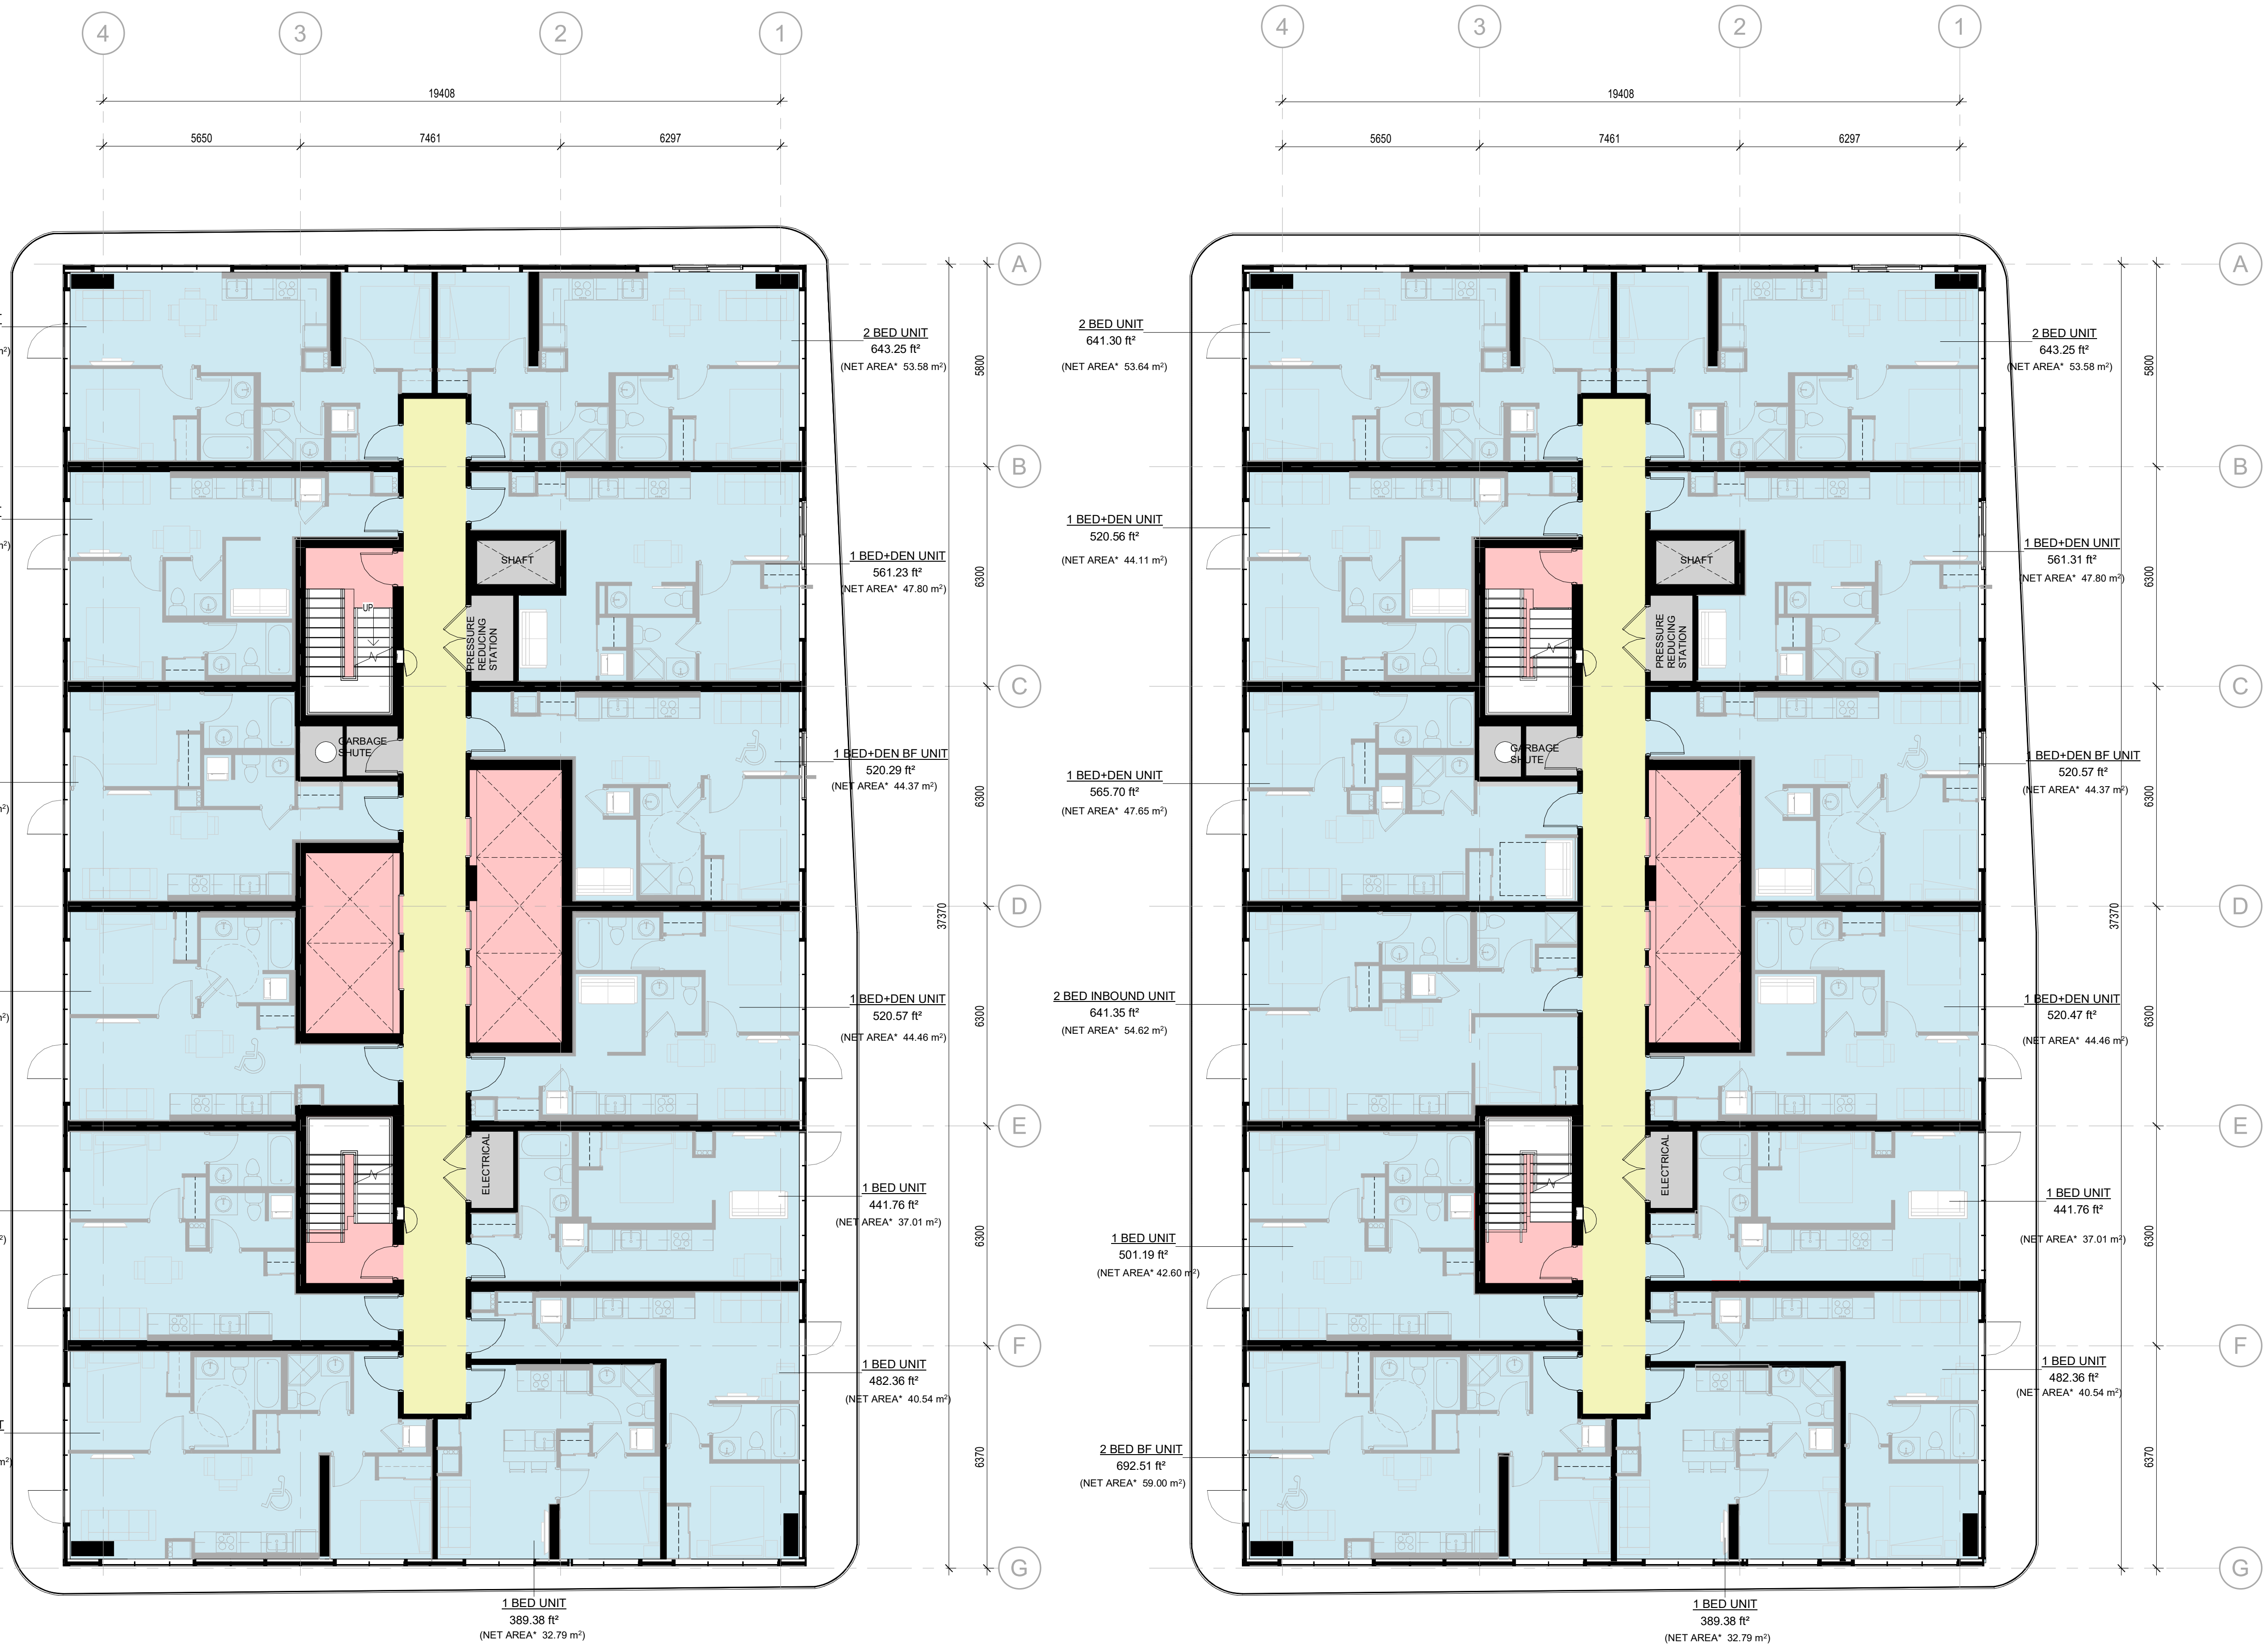 4
3
2
1
19408
5650
7461
6297
2 BED UNIT
643.25 ft²
(NET AREA* 53.58 m²)
1 BED+DEN UNIT
561.23 ft²
(NET AREA* 47.80 m²)
SHAFT
UP
PRESSURE
REDUCING
STATION
GARBAGE
SHUTE
1 BED+DEN BF UNIT
520.29 ft²
(NET AREA* 44.37 m²)
1 BED+DEN UNIT
520.57 ft²
(NET AREA* 44.46 m²)
ELECTRICAL
1 BED UNIT
441.76 ft²
(NET AREA* 37.01 m²)
1 BED UNIT
482.36 ft²
(NET AREA* 40.54 m²)
1 BED UNIT
389.38 ft²
(NET AREA* 32.79 m²)
A
B
C
D
E
F
G
5800
6300
6300
6300
6300
6370
37370
4
3
2
1
19408
5650
7461
6297
2 BED UNIT
641.30 ft²
(NET AREA* 53.64 m²)
1 BED+DEN UNIT
520.56 ft²
(NET AREA* 44.11 m²)
1 BED+DEN UNIT
565.70 ft²
(NET AREA* 47.65 m²)
2 BED INBOUND UNIT
641.35 ft²
(NET AREA* 54.62 m²)
1 BED UNIT
501.19 ft²
(NET AREA* 42.60 m²)
2 BED BF UNIT
692.51 ft²
(NET AREA* 59.00 m²)
SHAFT
PRESSURE
REDUCING
STATION
GARBAGE
SHUTE
ELECTRICAL
2 BED UNIT
643.25 ft²
(NET AREA* 53.58 m²)
1 BED+DEN UNIT
561.31 ft²
(NET AREA* 47.80 m²)
1 BED+DEN BF UNIT
520.57 ft²
(NET AREA* 44.37 m²)
1 BED+DEN UNIT
520.47 ft²
(NET AREA* 44.46 m²)
1 BED UNIT
441.76 ft²
(NET AREA* 37.01 m²)
1 BED UNIT
482.36 ft²
(NET AREA* 40.54 m²)
1 BED UNIT
389.38 ft²
(NET AREA* 32.79 m²)
A
B
C
D
E
F
G
5800
6300
6300
6300
6300
6370
37370